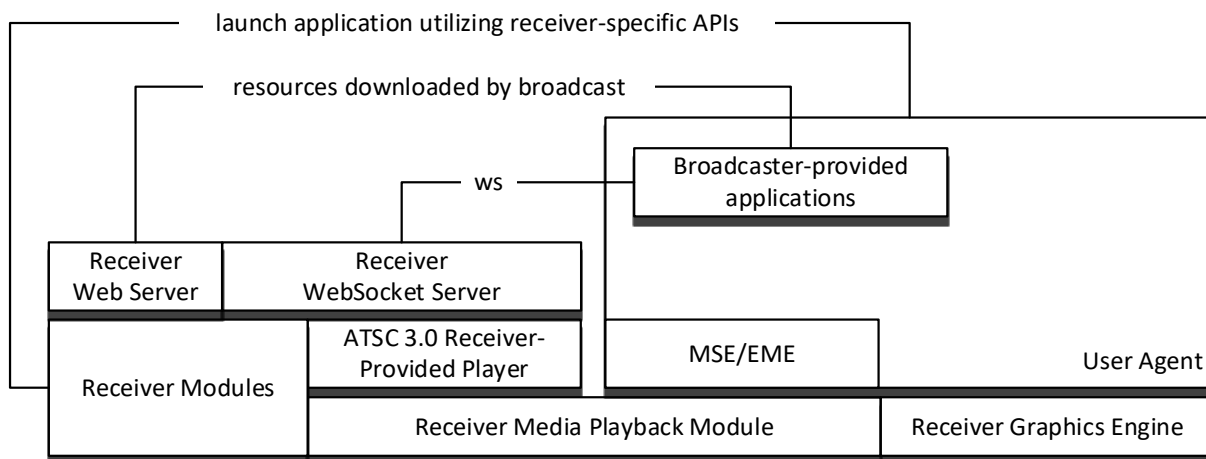 launch application utilizing receiver-specific APIs
resources downloaded by broadcast
Broadcaster-provided
applications
ws
Receiver
Web Server
Receiver
WebSocket Server
ATSC 3.0 Receiver-
Provided Player
MSE/EME
User Agent
Receiver Modules
Receiver Media Playback Module
Receiver Graphics Engine